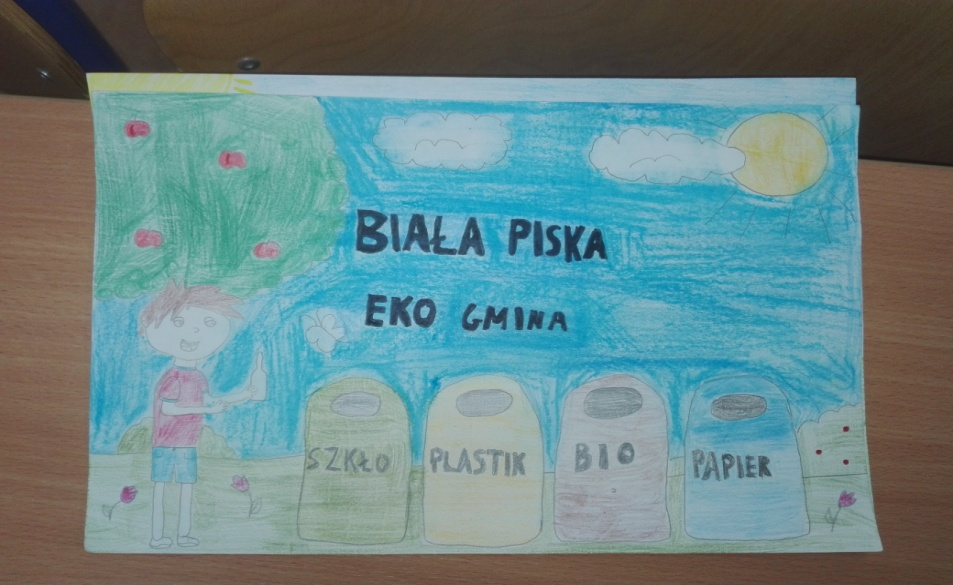 BIAŁA PISKA
EKO GMINA
SZKŁO PLASTIK BIO PAPIER